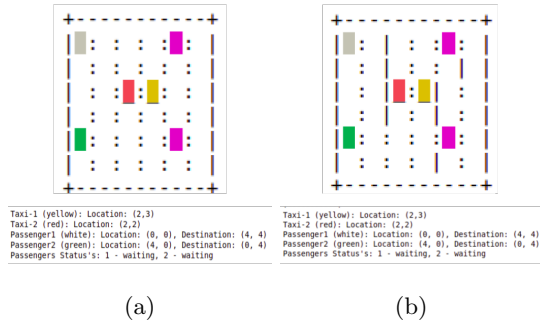 Taxi-1 (yellow): Location: (2,3)
Taxi-2 (red): Location: (2,2)
Passenger1 (white): Location: (0, 0), Destination: (4, 4)
Passenger2 (green): Location: (4, 0), Destination: (0, 4)
Passengers Status's: 1 - waiting, 2 - waiting
(a)
Taxi-1 (yellow): Location: (2,3)
Taxi-2 (red): Location: (2,2)
Passenger1 (white): Location: (0, 0), Destination: (4, 4)
Passenger2 (green): Location: (4, 0), Destination: (0, 4)
Passengers Status's: 1 - waiting, 2 - waiting
(b)